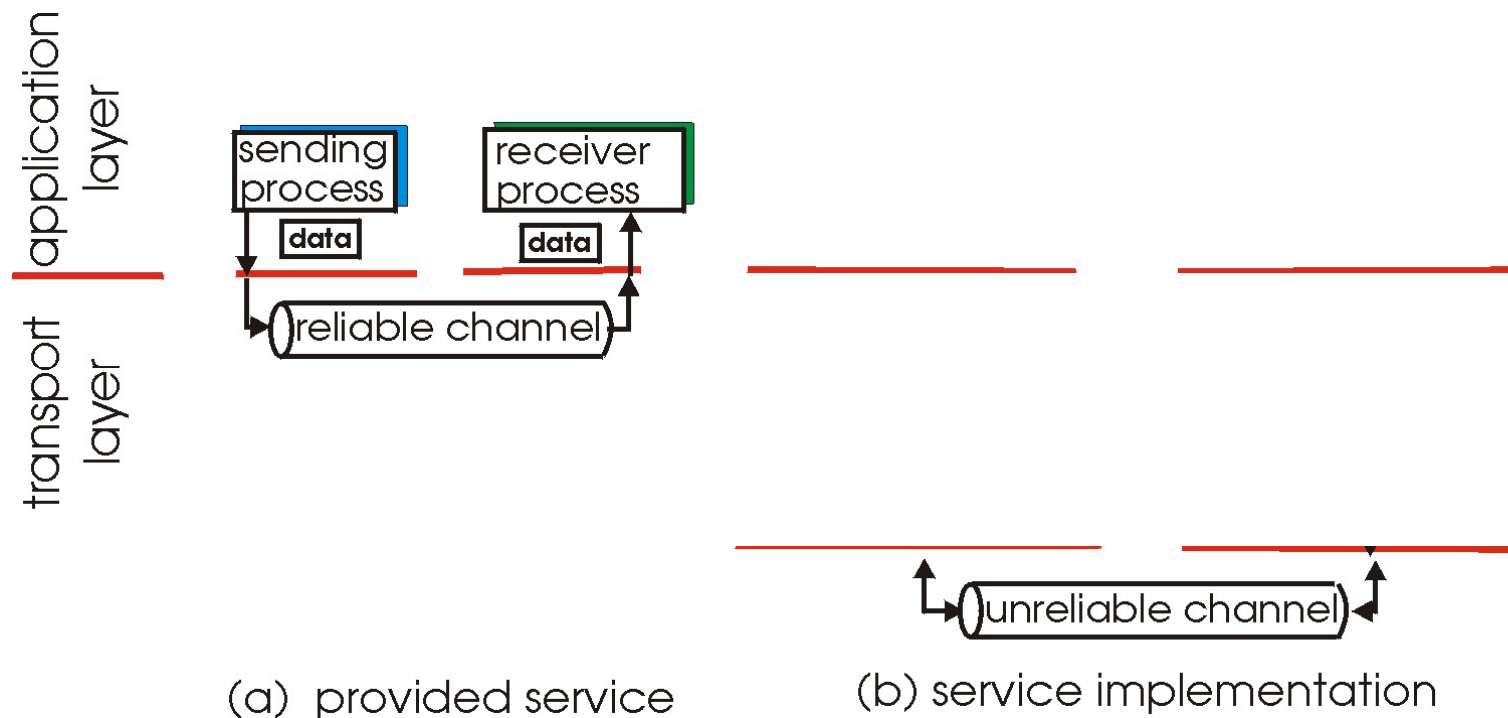 application
layer
transport
layer
sending
process
receiver
process
data
data
reliable channel
unreliable channel
(a) provided service
(b) service implementation